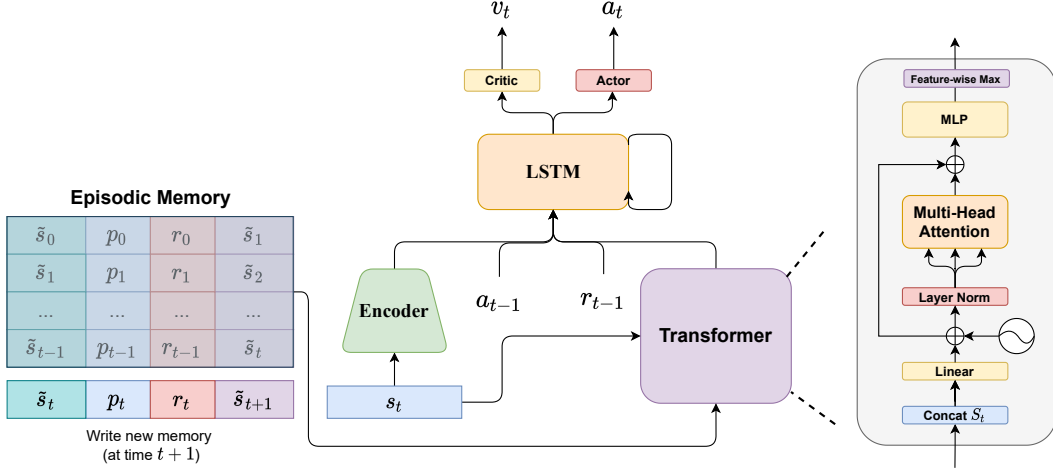 v_t
a_t
Critic
Actor
LSTM
Episodic Memory
s̃_0 p_0 r_0 s̃_1
s̃_1 p_1 r_1 s̃_2
... ... ... ...
s̃_{t−1} p_{t−1} r_{t−1} s̃_t
s̃_t p_t r_t s̃_{t+1}
Write new memory
(at time t + 1)
Encoder
a_{t−1}
r_{t−1}
s_t
Transformer
Feature-wise Max
MLP
Multi-Head
Attention
Layer Norm
Linear
Concat S_t